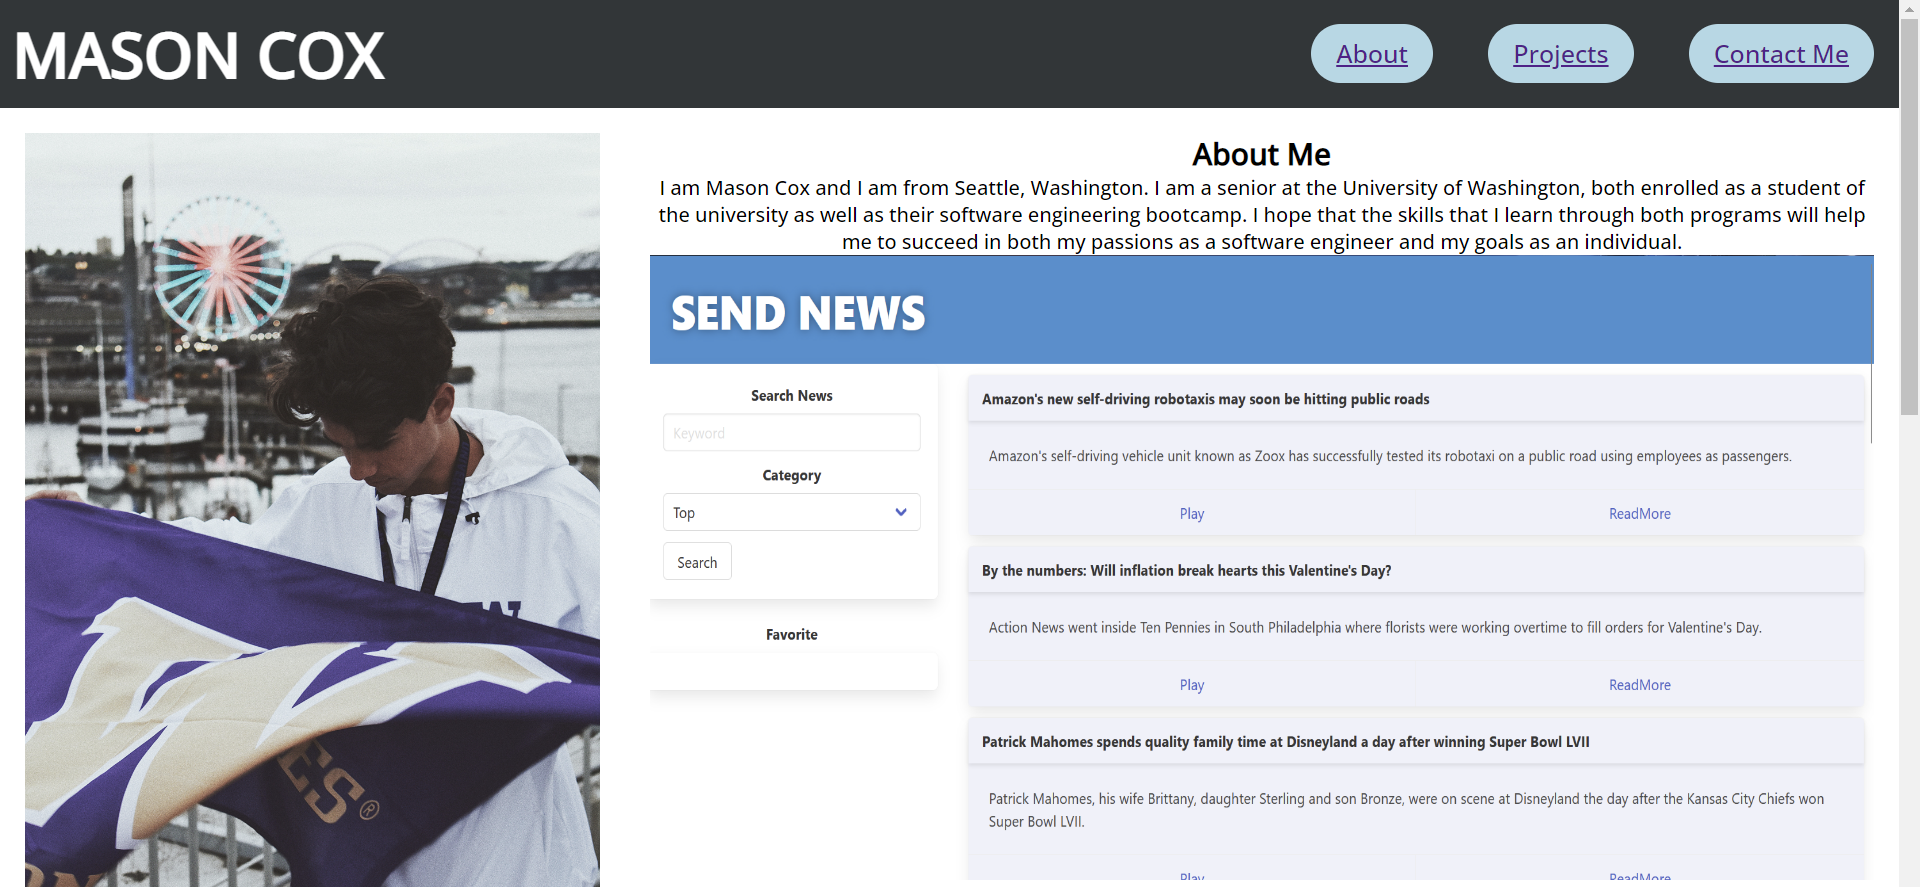 MASON COX
About
Projects
Contact Me
About Me
I am Mason Cox and I am from Seattle, Washington. I am a senior at the University of Washington, both enrolled as a student of
the university as well as their software engineering bootcamp. I hope that the skills that I learn through both programs will help
me to succeed in both my passions as a software engineer and my goals as an individual.
SEND NEWS
Search News
Keyword
Category
Top
Search
Favorite
Amazon's new self-driving robotaxis may soon be hitting public roads
Amazon's self-driving vehicle unit known as Zoox has successfully tested its robotaxi on a public road using employees as passengers.
Play
ReadMore
By the numbers: Will inflation break hearts this Valentine's Day?
Action News went inside Ten Pennies in South Philadelphia where florists were working overtime to fill orders for Valentine's Day.
Play
ReadMore
Patrick Mahomes spends quality family time at Disneyland a day after winning Super Bowl LVII
Patrick Mahomes, his wife Brittany, daughter Sterling and son Bronze, were on scene at Disneyland the day after the Kansas City Chiefs won
Super Bowl LVII.
Play
ReadMore
W
ES®